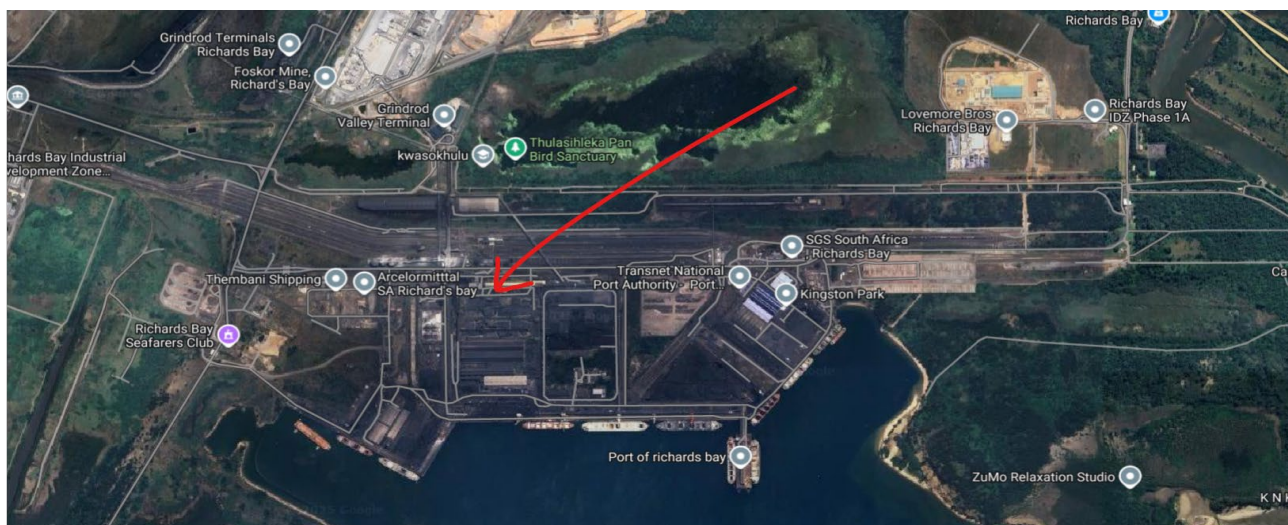 Richards Bay
Grindrod Terminals
Richards Bay
Foskor Mine,
Richard's Bay
Grindrod
Valley Terminal
Lovemore Bros
Richards Bay
Richards Bay
IDZ Phase 1A
Thulasihleka Pan
Bird Sanctuary
kwasokhulu
hards Bay Industrial
velopment Zone...
SGS South Africa
, Richards Bay
Thembani Shipping
Arcelormitttal
SA Richard's bay
Transnet National
Port Authority - Port...
Kingston Park
Ca
Richards Bay
Seafarers Club
Port of richards bay
ZuMo Relaxation Studio
K N